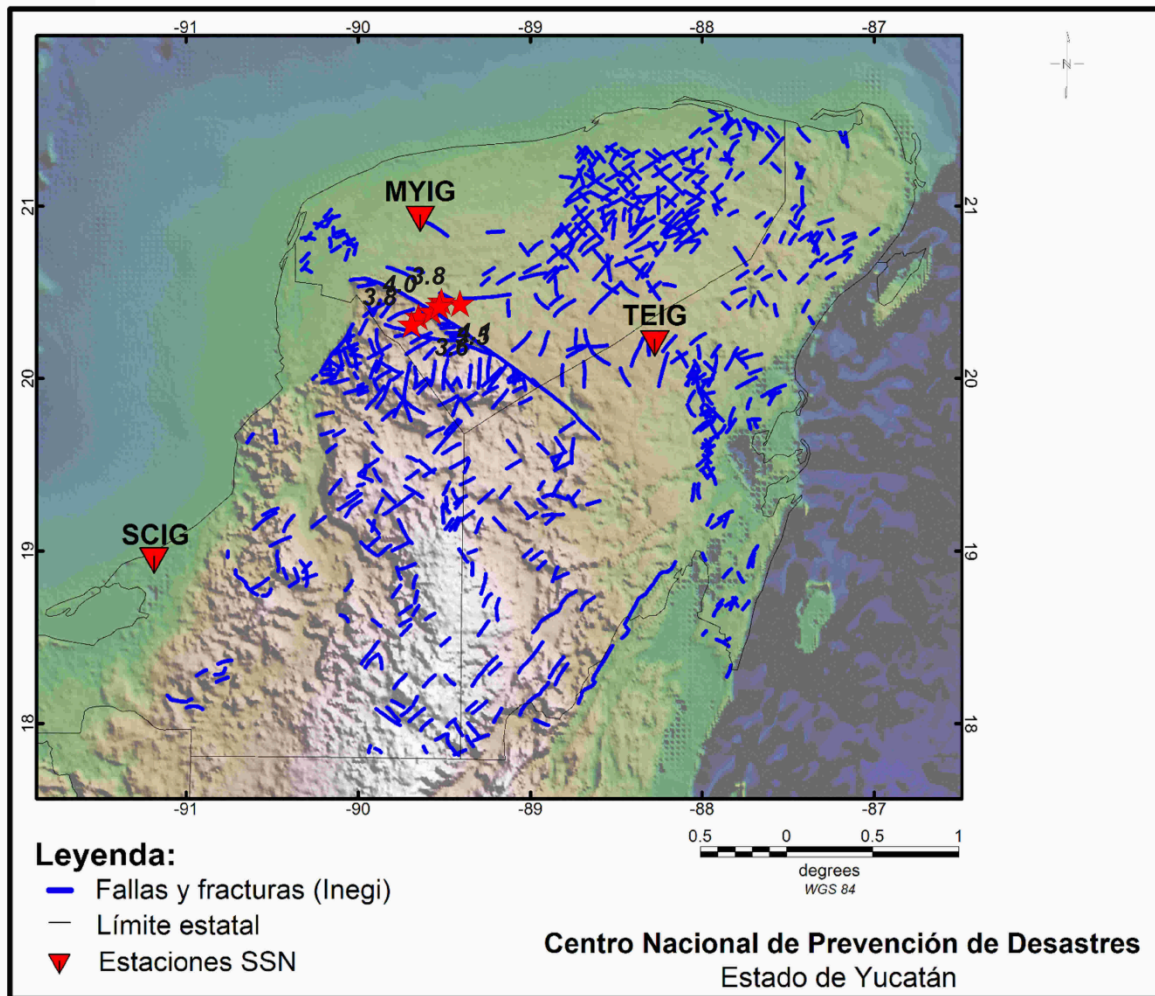 -91 -90 -89 -88 -87
N
21 21
MYIG
3.8
4.0
3.8
TEIG
3.8
20 20
SCIG
19 19
18 18
-91 -90 -89 -88 -87
Leyenda:
Fallas y fracturas (Inegi)
Límite estatal
Estaciones SSN
0.5 0 0.5 1
degrees
WGS 84
Centro Nacional de Prevención de Desastres
Estado de Yucatán